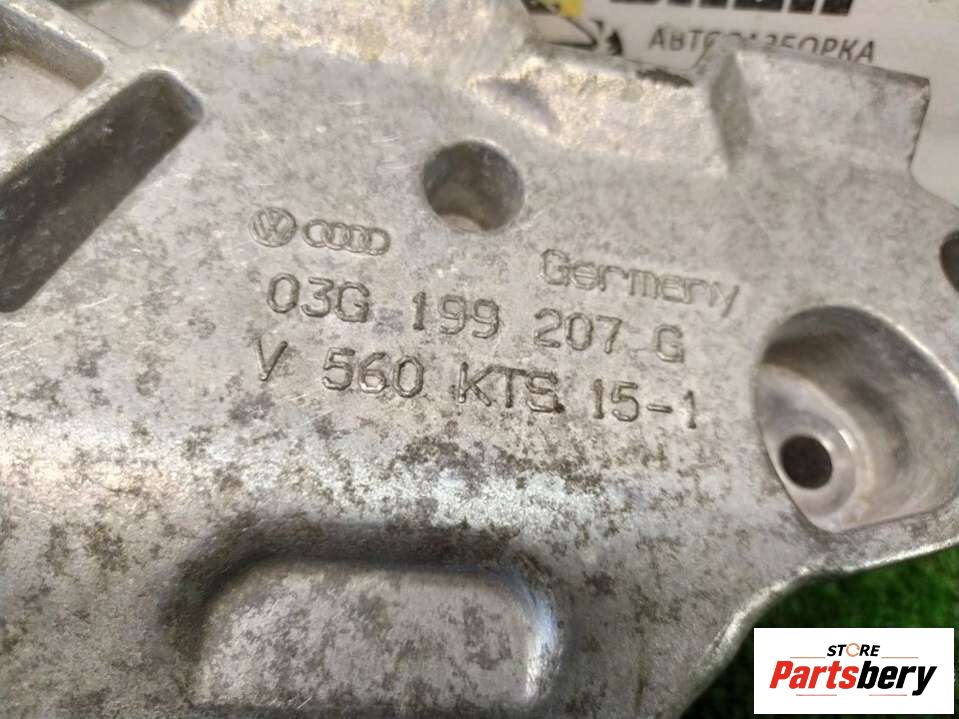 АВТОРАЗБОРКА
Germany
03G 199 207 G
V 560 KTS 15-1
STORE
Partsbery